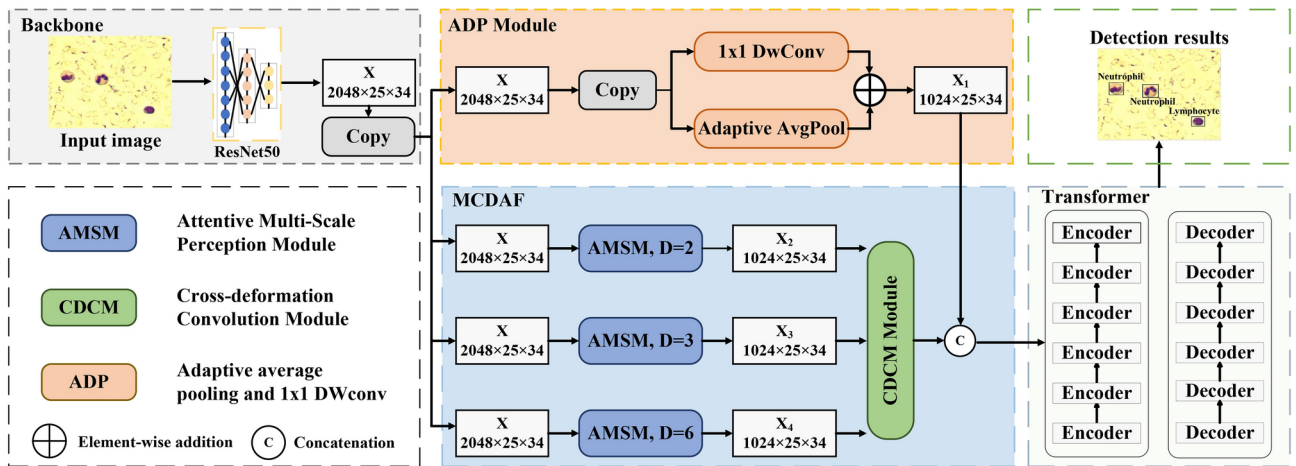 Backbone
Input image
ResNet50
X
2048×25×34
Copy
ADP Module
X
2048×25×34
Copy
1x1 DwConv
Adaptive AvgPool
X1
1024×25×34
Detection results
Neutrophil
Neutrophil
Lymphocyte
AMSM
Attentive Multi-Scale
Perception Module
CDCM
Cross-deformation
Convolution Module
ADP
Adaptive average
pooling and 1x1 DWconv
Element-wise addition
C
Concatenation
MCDAF
X
2048×25×34
AMSM, D=2
X2
1024×25×34
X
2048×25×34
AMSM, D=3
X3
1024×25×34
X
2048×25×34
AMSM, D=6
X4
1024×25×34
CDCM Module
C
Transformer
Encoder
Encoder
Encoder
Encoder
Encoder
Encoder
Decoder
Decoder
Decoder
Decoder
Decoder
Decoder